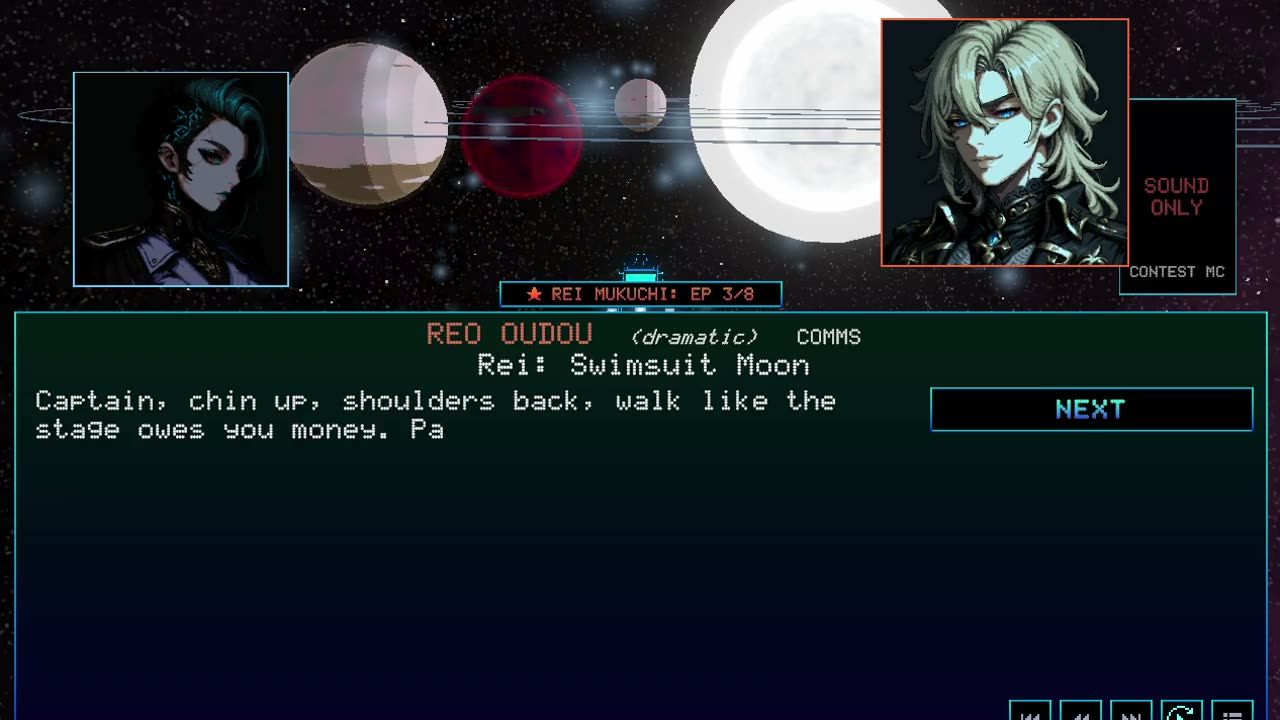 SOUND
ONLY
CONTEST MC
★ REI MUKUCHI: EP 3/8
REO OUDOU (dramatic) COMMS
Rei: Swimsuit Moon
Captain, chin up, shoulders back, walk like the
stage owes you money. Pa
NEXT